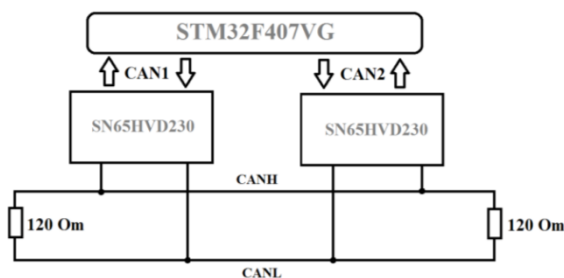 STM32F407VG
CAN1
CAN2
SN65HVD230
SN65HVD230
CANH
120 Om
120 Om
CANL